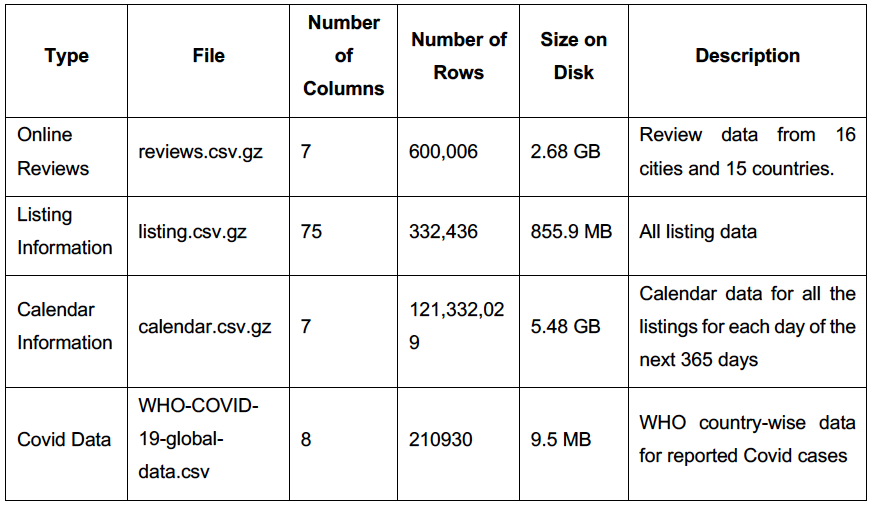 Type
File
Number
of
Columns
Number of
Rows
Size on
Disk
Description
Online
Reviews
reviews.csv.gz
7
600,006
2.68 GB
Review data from 16
cities and 15 countries.
Listing
Information
listing.csv.gz
75
332,436
855.9 MB
All listing data
Calendar
Information
calendar.csv.gz
7
121,332,02
9
5.48 GB
Calendar data for all the
listings for each day of the
next 365 days
Covid Data
WHO-COVID-
19-global-
data.csv
8
210930
9.5 MB
WHO country-wise data
for reported Covid cases